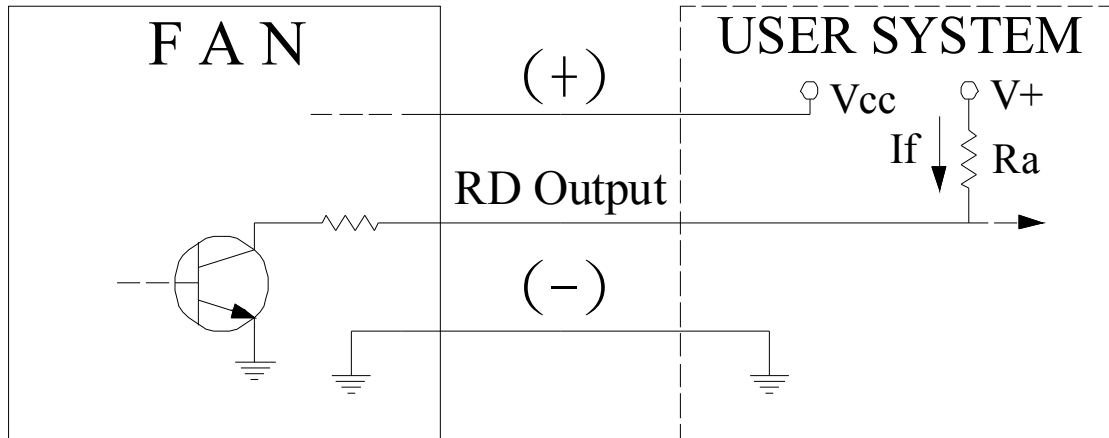 F A N
USER SYSTEM
(+)
Vcc
V+
If
Ra
RD Output
(-)